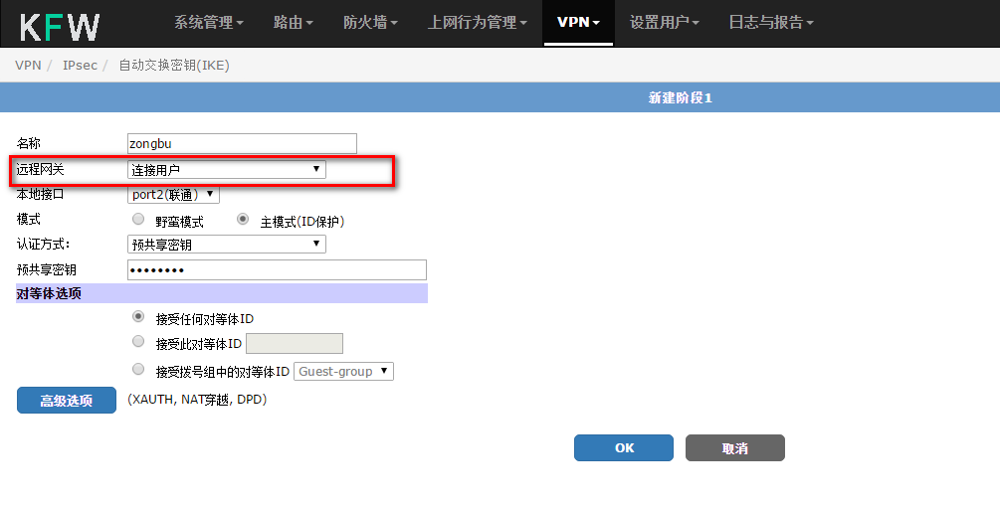 KFW 系统管理 路由 防火墙 上网行为管理 VPN 设置用户 日志与报告
VPN / IPsec / 自动交换密钥(IKE)
新建阶段1
名称 zongbu
远程网关 连接用户
本地接口 port2(联通)
模式 野蛮模式 主模式(ID保护)
认证方式: 预共享密钥
预共享密钥 ••••••••
对等体选项
接受任何对等体ID
接受此对等体ID
接受拨号组中的对等体ID Guest-group
高级选项 (XAUTH, NAT穿越, DPD)
OK 取消